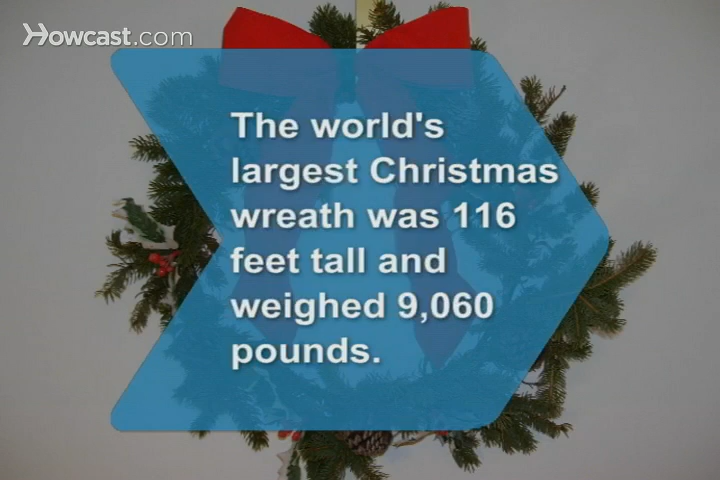 Howcast.com
The world's
largest Christmas
wreath was 116
feet tall and
weighed 9,060
pounds.